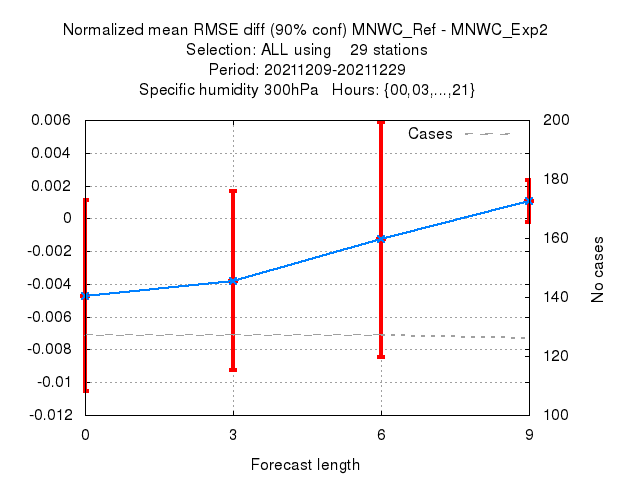 Normalized mean RMSE diff (90% conf) MNWC_Ref - MNWC_Exp2
Selection: ALL using    29 stations
Period: 20211209-20211229
Specific humidity 300hPa   Hours: {00,03,...,21}
Cases
0.006
0.004
0.002
0
-0.002
-0.004
-0.006
-0.008
-0.01
-0.012
200
180
160
140
120
100
No cases
0 3 6 9
Forecast length